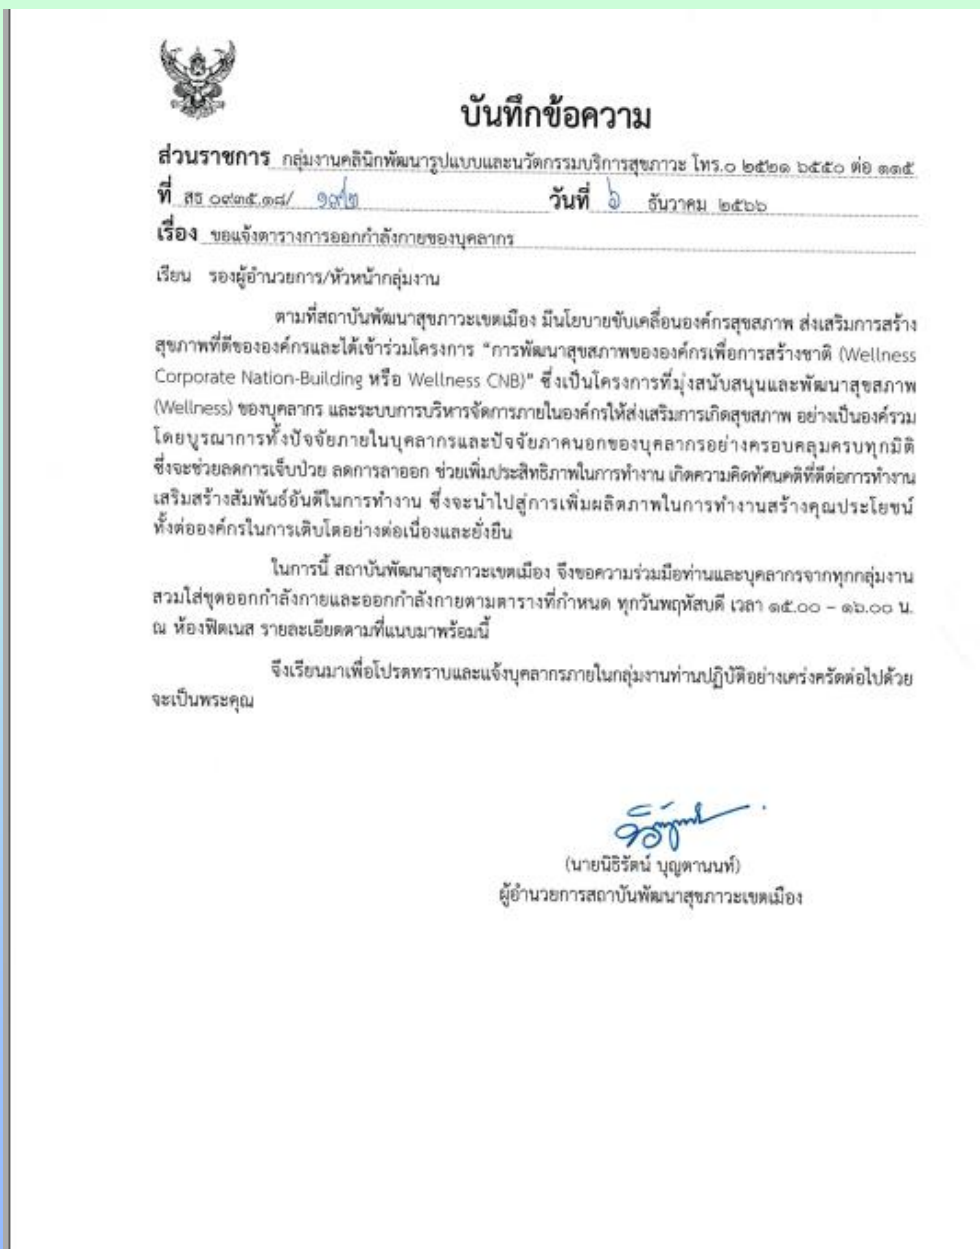 บันทึกข้อความ
ส่วนราชการ กลุ่มงานคลินิกพัฒนารูปแบบและนวัตกรรมบริการสุขภาวะ โทร.๐ ๒๕๒๑ ๖๕๕๐ ต่อ ๑๑๕
ที่ สธ ๐๙๓๕.๑๘/ ๑๙๒ วันที่ ๖ ธันวาคม ๒๕๖๖
เรื่อง ขอแจ้งตารางการออกกำลังกายของบุคลากร
เรียน รองผู้อำนวยการ/หัวหน้ากลุ่มงาน
ตามที่สถาบันพัฒนาสุขภาวะเขตเมือง มีนโยบายขับเคลื่อนองค์กรสุขสภาพ ส่งเสริมการสร้าง
สุขภาพที่ดีขององค์กรและได้เข้าร่วมโครงการ “การพัฒนาสุขสภาพขององค์กรเพื่อการสร้างชาติ (Wellness
Corporate Nation-Building หรือ Wellness CNB)” ซึ่งเป็นโครงการที่มุ่งสนับสนุนและพัฒนาสุขสภาพ
(Wellness) ของบุคลากร และระบบการบริหารจัดการภายในองค์กรให้ส่งเสริมการเกิดสุขสภาพ อย่างเป็นองค์รวม
โดยบูรณาการทั้งปัจจัยภายในบุคลากรและปัจจัยภาคนอกของบุคลากรอย่างครอบคลุมครบทุกมิติ
ซึ่งจะช่วยลดการเจ็บป่วย ลดการลาออก ช่วยเพิ่มประสิทธิภาพในการทำงาน เกิดความคิดทัศนคติที่ดีต่อการทำงาน
เสริมสร้างสัมพันธ์อันดีในการทำงาน ซึ่งจะนำไปสู่การเพิ่มผลิตภาพในการทำงานสร้างคุณประโยชน์
ทั้งต่อองค์กรในการเติบโตอย่างต่อเนื่องและยั่งยืน
ในการนี้ สถาบันพัฒนาสุขภาวะเขตเมือง จึงขอความร่วมมือท่านและบุคลากรจากทุกกลุ่มงาน
สวมใส่ชุดออกกำลังกายและออกกำลังกายตามตารางที่กำหนด ทุกวันพฤหัสบดี เวลา ๑๕.๐๐ – ๑๖.๐๐ น.
ณ ห้องฟิตเนส รายละเอียดตามที่แนบมาพร้อมนี้
จึงเรียนมาเพื่อโปรดทราบและแจ้งบุคลากรภายในกลุ่มงานท่านปฏิบัติอย่างเคร่งครัดต่อไปด้วย
จะเป็นพระคุณ
(นายนิธิรัตน์ บุญตานนท์)
ผู้อำนวยการสถาบันพัฒนาสุขภาวะเขตเมือง